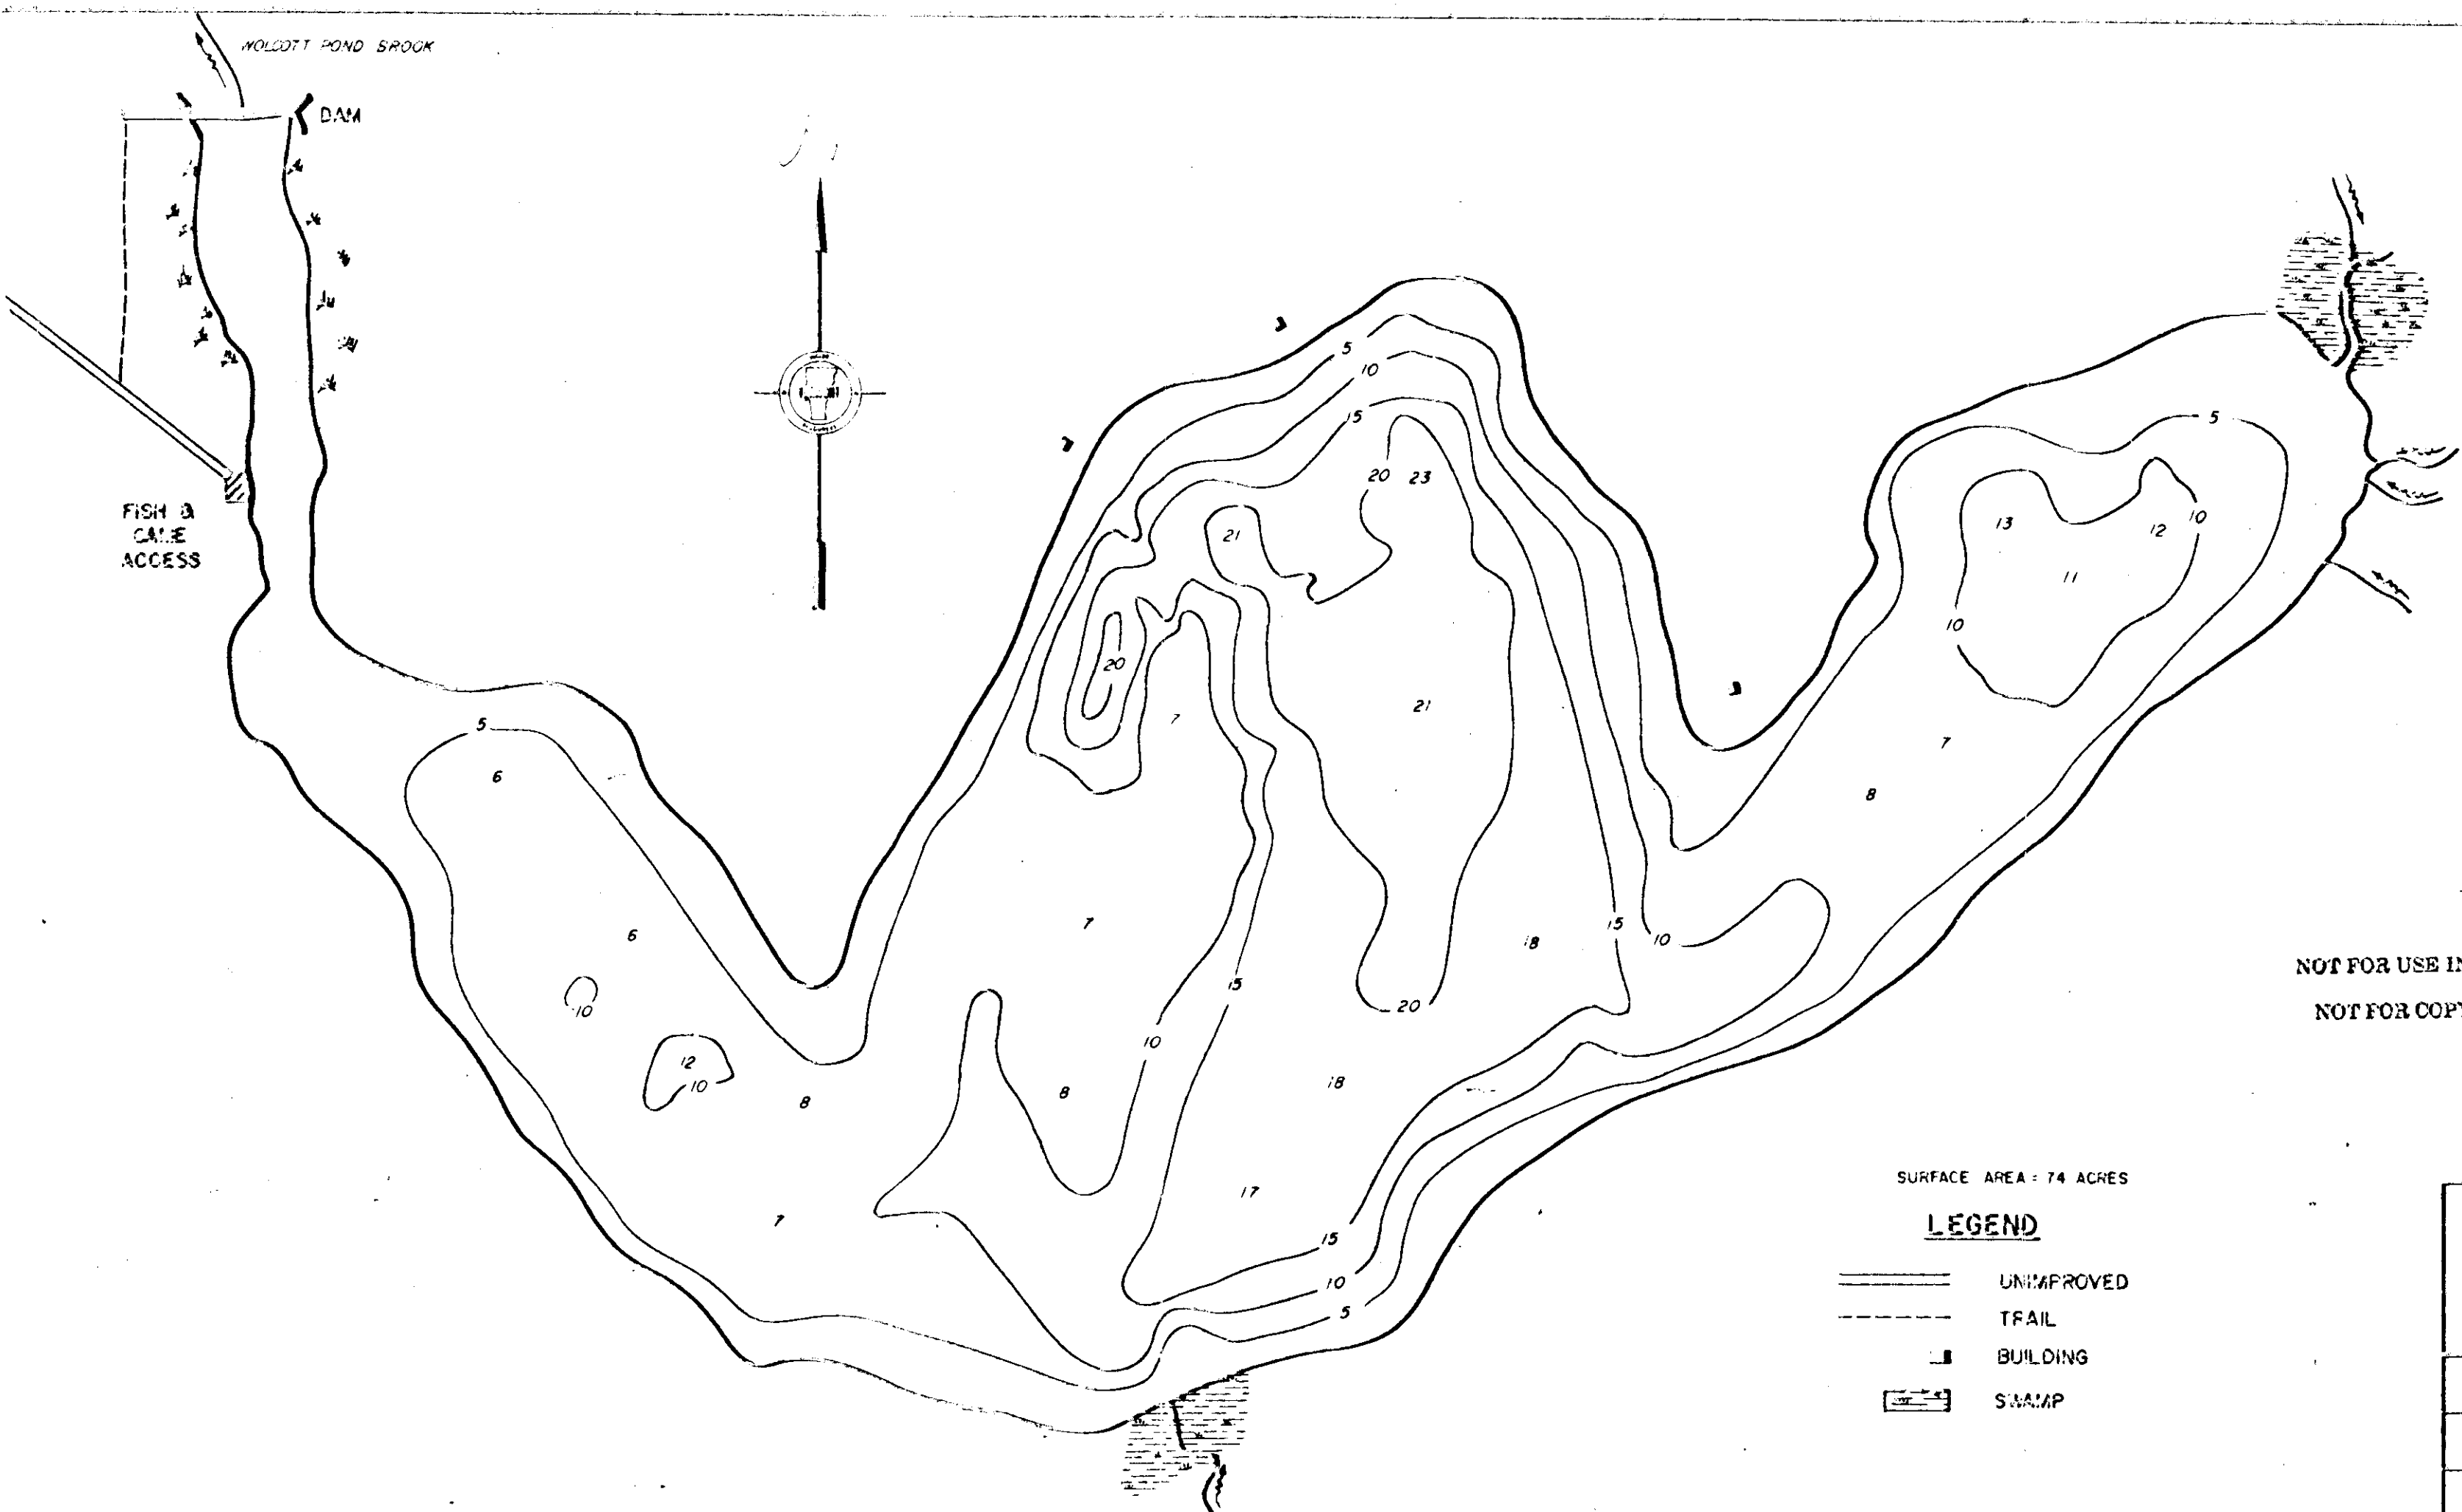 WOLCOTT POND BROOK
DAM
FISH &
GAME
ACCESS
5
10
15
20 23
21
20
7
21
5
13
12 10
11
10
7
8
5
6
6
10
12
10
8
7
7
8
10
15
18
15
10
20
18
17
15
10
5
NOT FOR USE IN
NOT FOR COPY
SURFACE AREA = 74 ACRES
LEGEND
UNIMPROVED
TRAIL
BUILDING
SWAMP